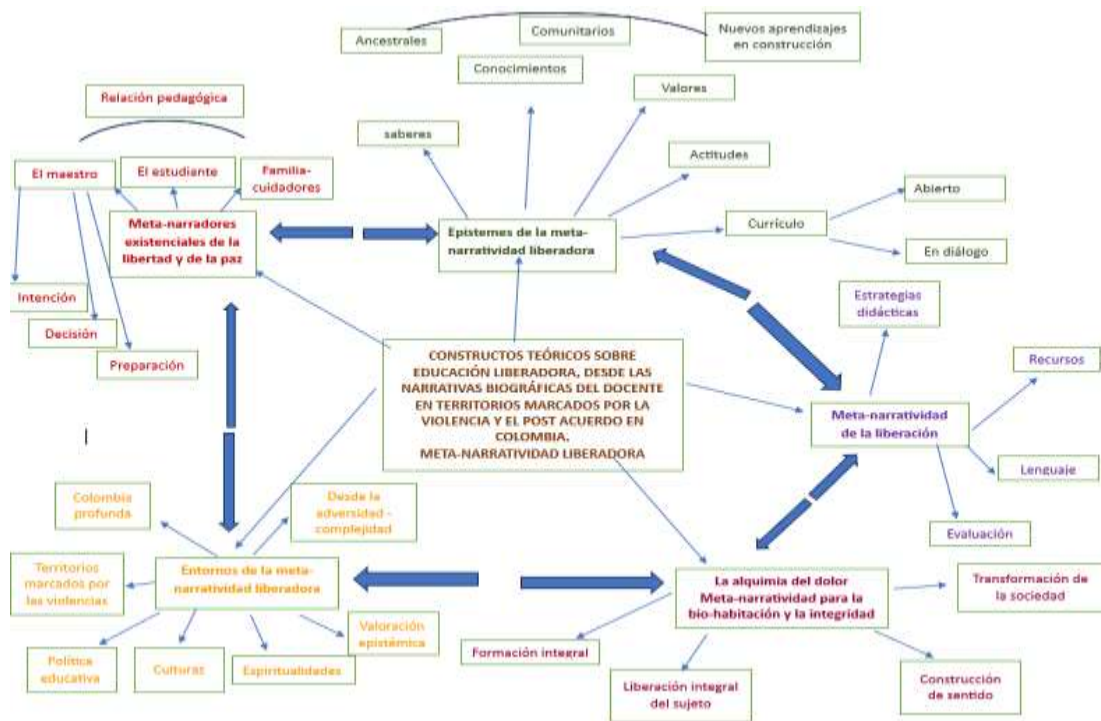 Ancestrales
Comunitarios
Nuevos aprendizajes
en construcción
Conocimientos
Valores
Relación pedagógica
saberes
Actitudes
El maestro
El estudiante
Familia-
cuidadores
Abierto
Currículo
En diálogo
Meta-narradores
existenciales de la
libertad y de la paz
Epistemes de la meta-
narratividad liberadora
Intención
Decisión
Preparación
Estrategias
didácticas
Recursos
CONSTRUCTOS TEÓRICOS SOBRE
EDUCACIÓN LIBERADORA, DESDE LAS
NARRATIVAS BIOGRÁFICAS DEL DOCENTE
EN TERRITORIOS MARCADOS POR LA
VIOLENCIA Y EL POST ACUERDO EN
COLOMBIA.
META-NARRATIVIDAD LIBERADORA
Meta-narratividad
de la liberación
Lenguaje
Evaluación
Colombia
profunda
Desde la
adversidad -
complejidad
Territorios
marcados por
las violencias
Entornos de la meta-
narratividad liberadora
Valoración
epistémica
Política
educativa
Culturas
Espiritualidades
La alquimia del dolor
Meta-narratividad para la
bio-habitación y la integridad
Transformación de
la sociedad
Formación integral
Liberación integral
del sujeto
Construcción
de sentido